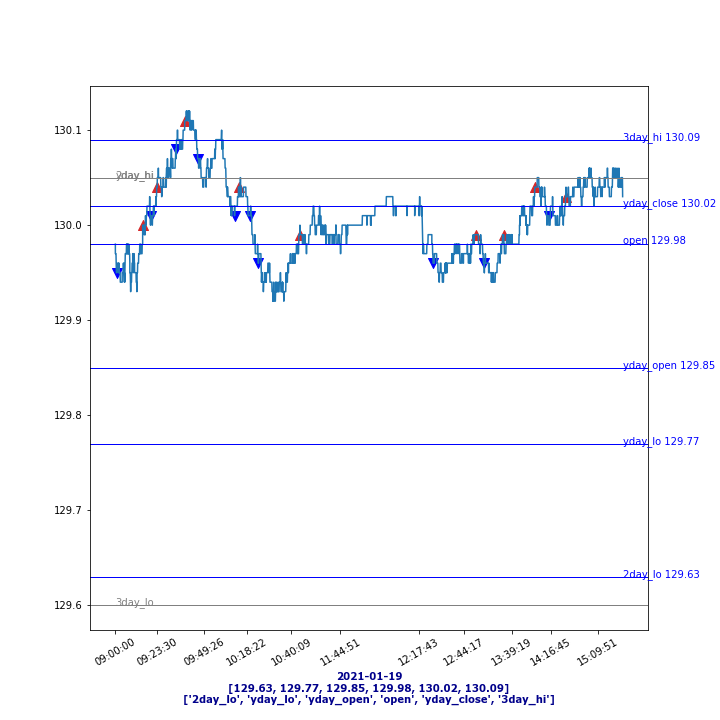 130.1
3day_hi 130.09
yday_hi
yday_close 130.02
130.0
open 129.98
129.9
yday_open 129.85
129.8
yday_lo 129.77
129.7
2day_lo 129.63
129.6
3day_lo
09:00:00 09:23:30 09:49:26 10:18:22 10:40:09 11:44:51 12:17:43 12:44:17 13:39:19 14:16:45 15:09:51
2021-01-19
[129.63, 129.77, 129.85, 129.98, 130.02, 130.09]
['2day_lo', 'yday_lo', 'yday_open', 'open', 'yday_close', '3day_hi']